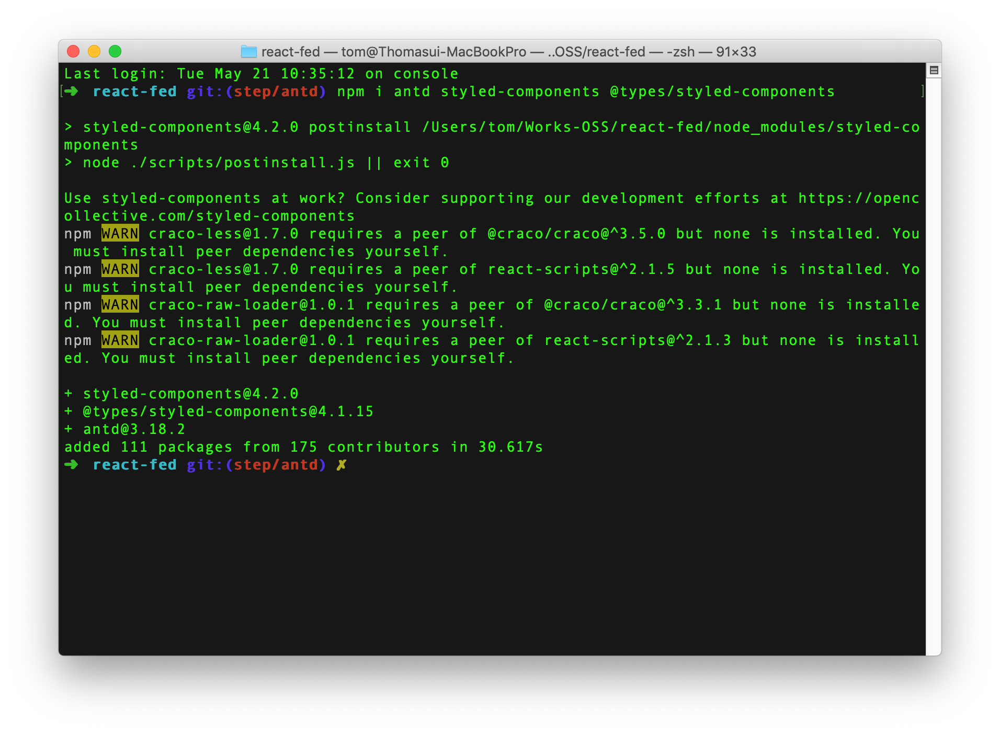 react-fed — tom@Thomasui-MacBookPro — ..OSS/react-fed — -zsh — 91×33
Last login: Tue May 21 10:35:12 on console
[➜  react-fed git:(step/antd) npm i antd styled-components @types/styled-components ]
> styled-components@4.2.0 postinstall /Users/tom/Works-OSS/react-fed/node_modules/styled-co
mponents
> node ./scripts/postinstall.js || exit 0
Use styled-components at work? Consider supporting our development efforts at https://openc
ollective.com/styled-components
npm WARN craco-less@1.7.0 requires a peer of @craco/craco@^3.5.0 but none is installed. You
 must install peer dependencies yourself.
npm WARN craco-less@1.7.0 requires a peer of react-scripts@^2.1.5 but none is installed. Yo
u must install peer dependencies yourself.
npm WARN craco-raw-loader@1.0.1 requires a peer of @craco/craco@^3.3.1 but none is installe
d. You must install peer dependencies yourself.
npm WARN craco-raw-loader@1.0.1 requires a peer of react-scripts@^2.1.3 but none is install
ed. You must install peer dependencies yourself.
+ styled-components@4.2.0
+ @types/styled-components@4.1.15
+ antd@3.18.2
added 111 packages from 175 contributors in 30.617s
➜  react-fed git:(step/antd) ✗